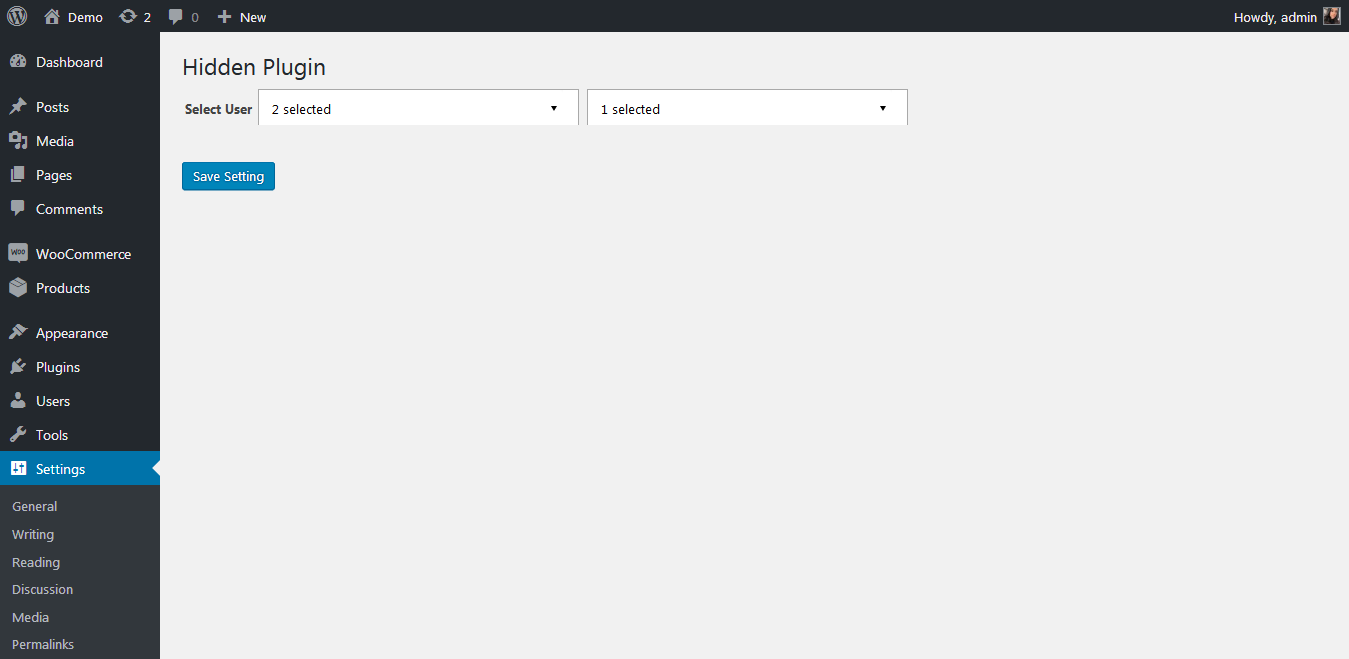 Demo 2 0 New Howdy, admin
Dashboard
Posts
Media
Pages
Comments
WOO WooCommerce
Products
Appearance
Plugins
Users
Tools
Settings
General
Writing
Reading
Discussion
Media
Permalinks
Hidden Plugin
Select User 2 selected 1 selected
Save Setting